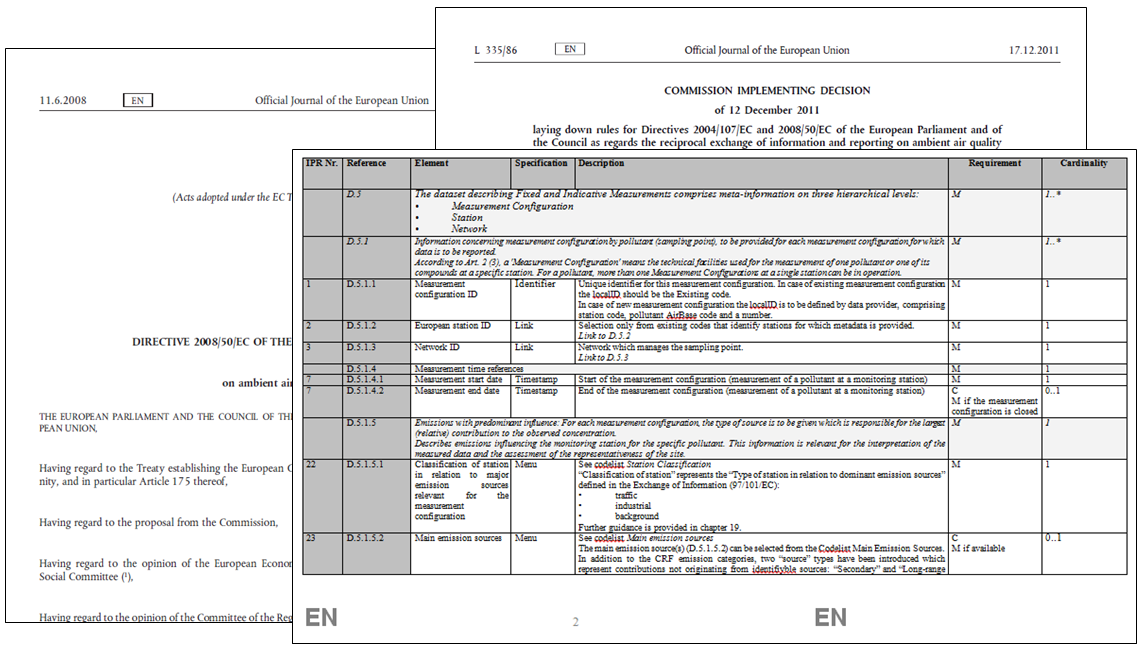 L 335/86 EN Official Journal of the European Union 17.12.2011
COMMISSION IMPLEMENTING DECISION
of 12 December 2011
laying down rules for Directives 2004/107/EC and 2008/50/EC of the European Parliament and of
the Council as regards the reciprocal exchange of information and reporting on ambient air quality
11.6.2008 EN Official Journal of the European Union
(Acts adopted under the EC T
DIRECTIVE 2008/50/EC OF THE
on ambient ai
THE EUROPEAN PARLIAMENT AND THE COUNCIL OF TH
PEAN UNION,
Having regard to the Treaty establishing the European C
nity, and in particular Article 175 thereof,
Having regard to the proposal from the Commission,
Having regard to the opinion of the European Econor
Social Committee (¹),
Having regard to the opinion of the Committee of the Reg
IPR Nr. Reference Element Specification Description Requirement Cardinality
D.5 The dataset describing Fixed and Indicative Measurements comprises meta-information on three hierarchical levels: M 1..*
• Measurement Configuration
• Station
• Network
D.5.1 Information concerning measurement configuration by pollutant (sampling point), to be provided for each measurement configuration for which M 1..*
data is to be reported.
According to Art. 2 (3), a 'Measurement Configuration' means the technical facilities used for the measurement of one pollutant or one of its
compounds at a specific station. For a pollutant, more than one Measurement Configurations at a single station can be in operation.
1 D.5.1.1 Measurement Identifier Unique identifier for this measurement configuration. In case of existing measurement configuration M 1
configuration ID the localID should be the Existing code.
In case of new measurement configuration the localID is to be defined by data provider, comprising
station code, pollutant AirBase code and a number.
2 D.5.1.2 European station ID Link Selection only from existing codes that identify stations for which metadata is provided. M 1
Link to D.5.2
3 D.5.1.3 Network ID Link Network which manages the sampling point. M 1
Link to D.5.3
D.5.1.4 Measurement time references M 1
7 D.5.1.4.1 Measurement start date Timestamp Start of the measurement configuration (measurement of a pollutant at a monitoring station) M 1
7 D.5.1.4.2 Measurement end date Timestamp End of the measurement configuration (measurement of a pollutant at a monitoring station) C 0..1
M if the measurement
configuration is closed
D.5.1.5 Emissions with predominant influence: For each measurement configuration, the type of source is to be given which is responsible for the largest M 1
(relative) contribution to the observed concentration.
Describes emissions influencing the monitoring station for the specific pollutant. This information is relevant for the interpretation of the
measured data and the assessment of the representativeness of the site.
22 D.5.1.5.1 Classification of station Menu See codelist Station Classification M 1
in relation to major “Classification of station” represents the “Type of station in relation to dominant emission sources”
emission sources defined in the Exchange of Information (97/101/EC):
relevant for the • traffic
measurement • industrial
configuration • background
Further guidance is provided in chapter 19.
23 D.5.1.5.2 Main emission sources Menu See codelist Main emission sources C 0..1
The main emission source(s) (D.5.1.5.2) can be selected from the Codelist Main Emission Sources. M if available
In addition to the CRF emission categories, two “source” types have been introduced which
represent contributions not originating from identifiyble sources: “Secondary” and “Long-range
EN 2 EN